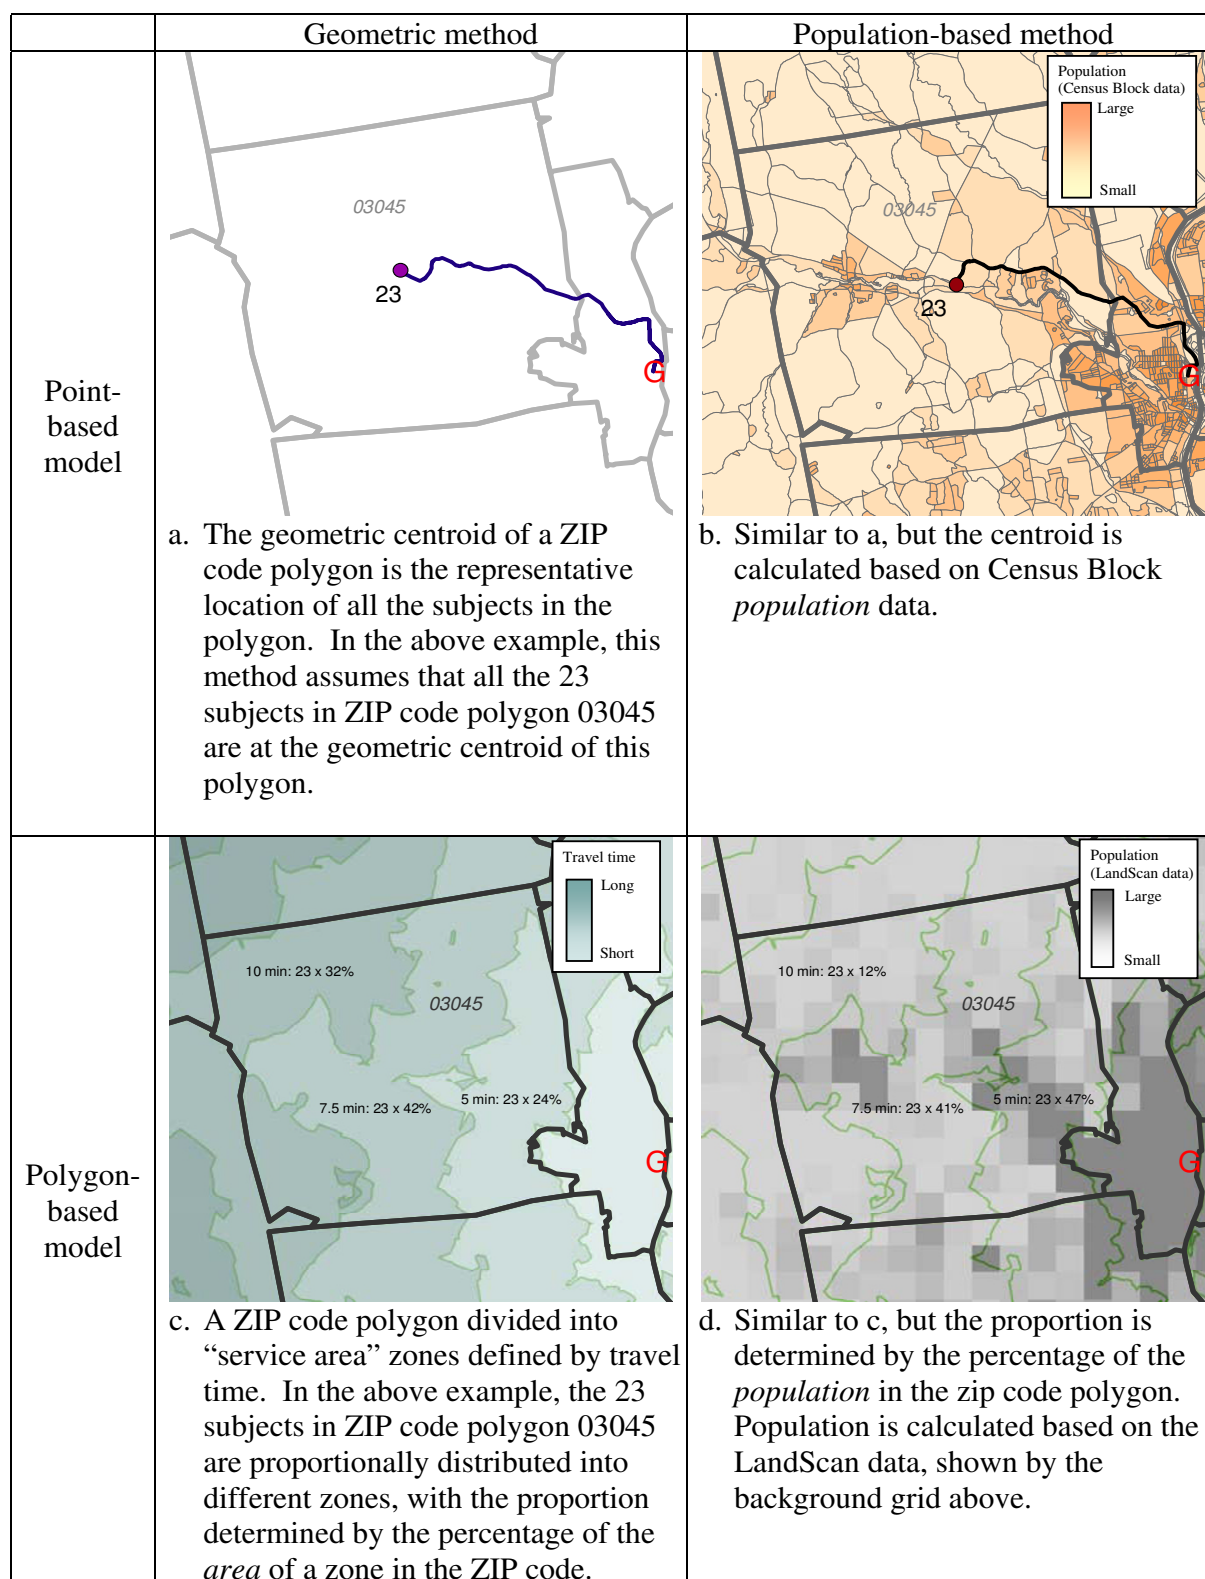 Geometric method
Population-based method
Point-
based
model
03045
23
G
Population
(Census Block data)
Large
Small
03045
23
G
a. The geometric centroid of a ZIP
code polygon is the representative
location of all the subjects in the
polygon. In the above example, this
method assumes that all the 23
subjects in ZIP code polygon 03045
are at the geometric centroid of this
polygon.
b. Similar to a, but the centroid is
calculated based on Census Block
population data.
Polygon-
based
model
Travel time
Long
Short
10 min: 23 x 32%
03045
7.5 min: 23 x 42%
5 min: 23 x 24%
G
Population
(LandScan data)
Large
Small
10 min: 23 x 12%
03045
7.5 min: 23 x 41%
5 min: 23 x 47%
G
c. A ZIP code polygon divided into
“service area” zones defined by travel
time. In the above example, the 23
subjects in ZIP code polygon 03045
are proportionally distributed into
different zones, with the proportion
determined by the percentage of the
area of a zone in the ZIP code.
d. Similar to c, but the proportion is
determined by the percentage of the
population in the zip code polygon.
Population is calculated based on the
LandScan data, shown by the
background grid above.